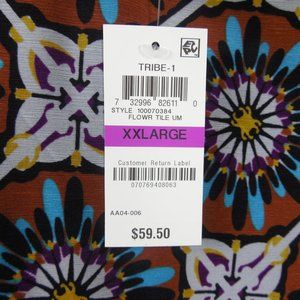 TRIBE-1
7 32996 82611 0
STYLE 100070384
FLOWR TILE UM
XXLARGE
Customer Return Label
070769408063
AA04-006
$59.50